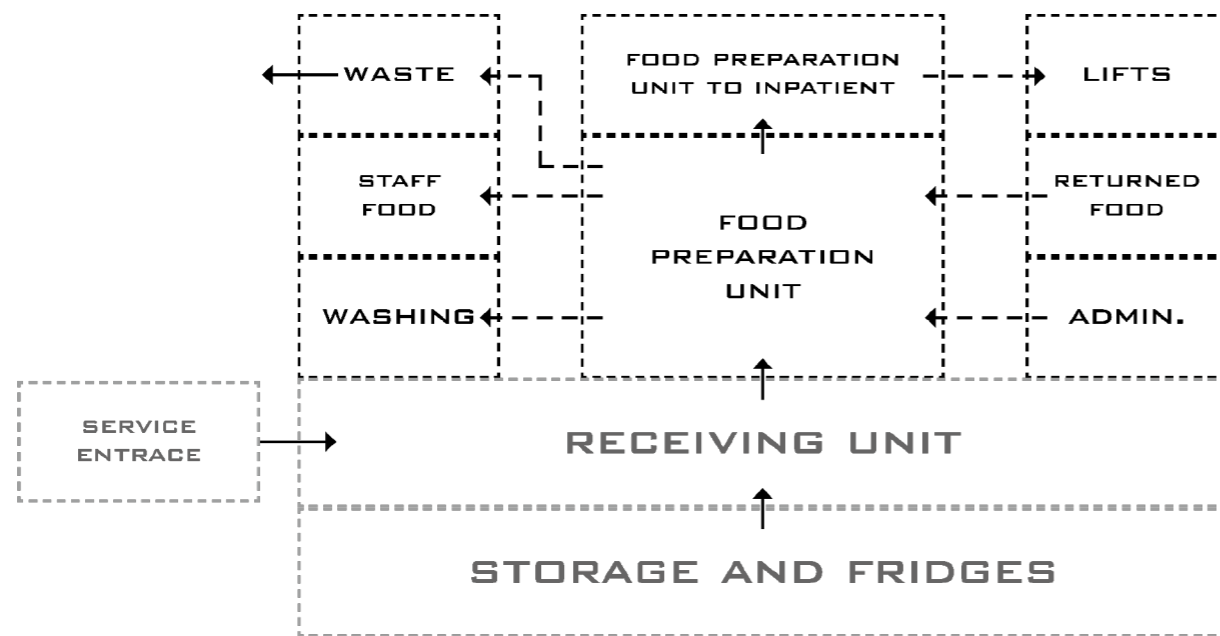 WASTE
FOOD PREPARATION
UNIT TO INPATIENT
LIFTS
STAFF
FOOD
FOOD
PREPARATION
UNIT
RETURNED
FOOD
WASHING
ADMIN.
SERVICE
ENTRACE
RECEIVING UNIT
STORAGE AND FRIDGES